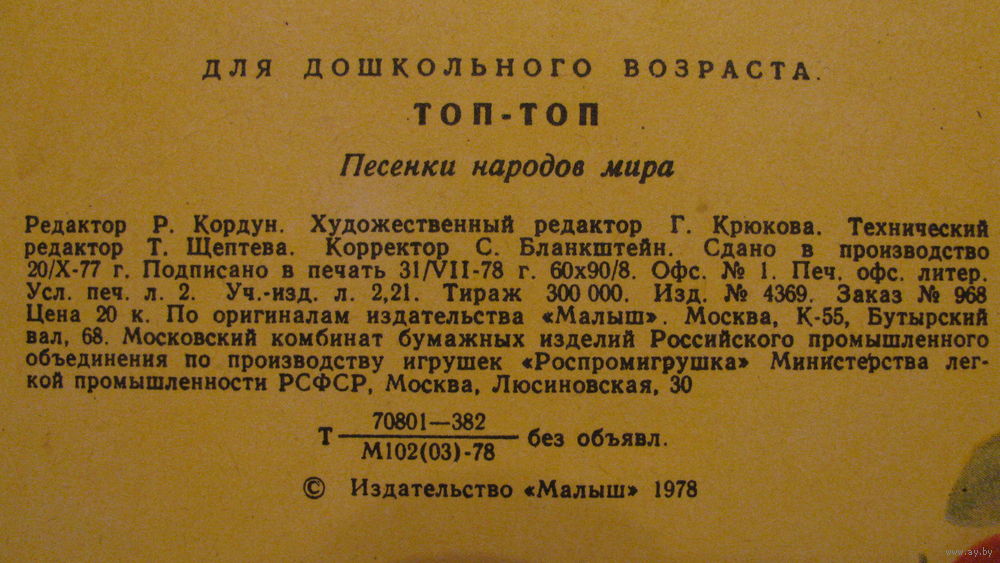 ДЛЯ ДОШКОЛЬНОГО ВОЗРАСТА.
ТОП-ТОП
Песенки народов мира
Редактор Р. Кордун. Художественный редактор Г. Крюкова. Технический
редактор Т. Щептева. Корректор С. Бланкштейн. Сдано в производство
20/X-77 г. Подписано в печать 31/VII-78 г. 60х90/8. Офс. № 1. Печ. офс. литер.
Усл. печ. л. 2. Уч.-изд. л. 2,21. Тираж 300 000. Изд. № 4369. Заказ № 968
Цена 20 к. По оригиналам издательства «Малыш». Москва, К-55, Бутырский
вал, 68. Московский комбинат бумажных изделий Российского промышленного
объединения по производству игрушек «Роспромигрушка» Министерства лег-
кой промышленности РСФСР, Москва, Люсиновская, 30
70801—382
Т без объявл.
М102(03)-78
© Издательство «Малыш» 1978
www.ay.by